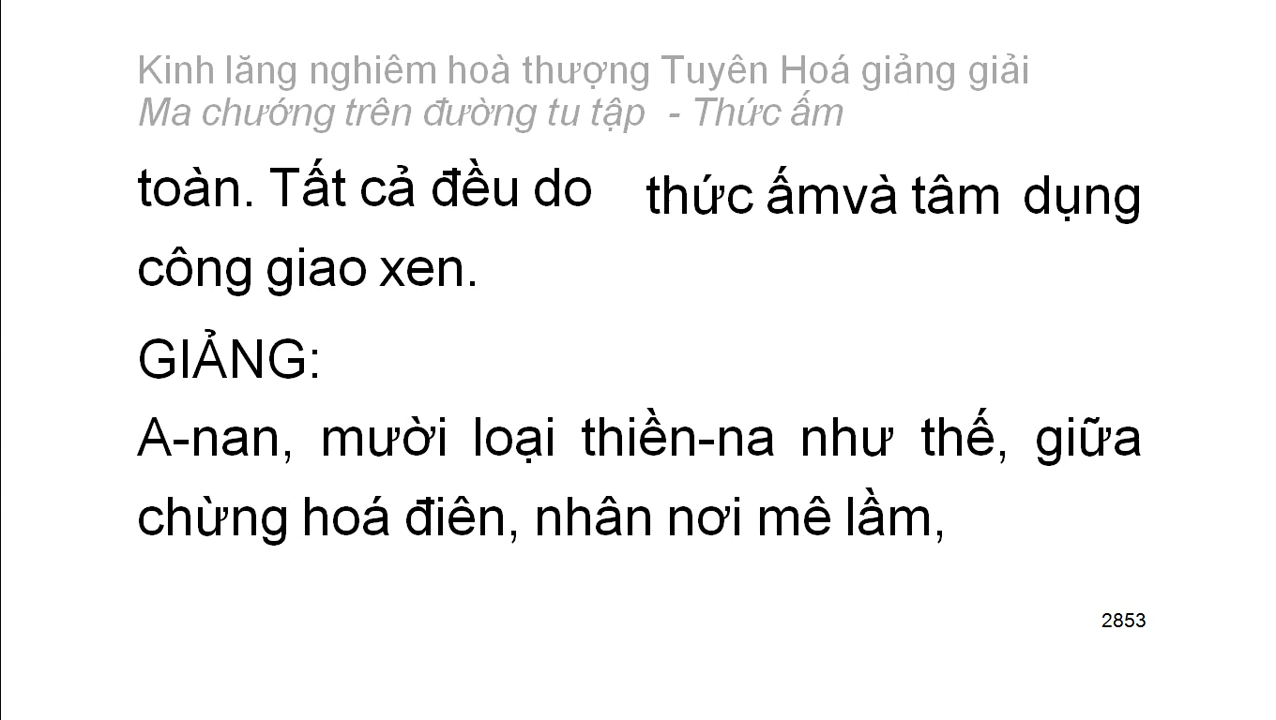 Kinh lăng nghiêm hoà thượng Tuyên Hoá giảng giải
Ma chướng trên đường tu tập - Thức ấm
toàn. Tất cả đều do thức ấmvà tâm dụng
công giao xen.
GIẢNG:
A-nan, mười loại thiền-na như thế, giữa
chừng hoá điên, nhân nơi mê lầm,
2853